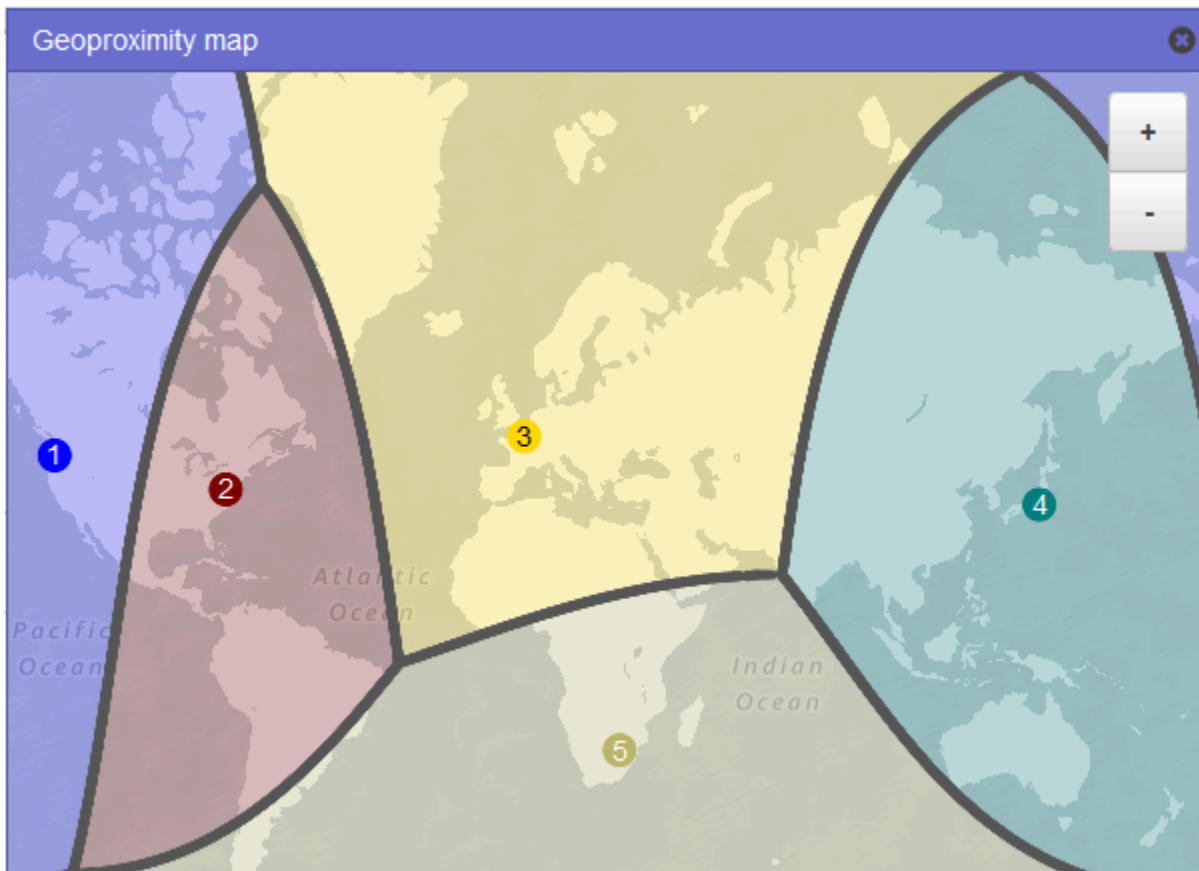 Geoproximity map
+
-
1
2
3
4
5
Atlantic
Ocean
Pacific
Ocean
Indian
Ocean